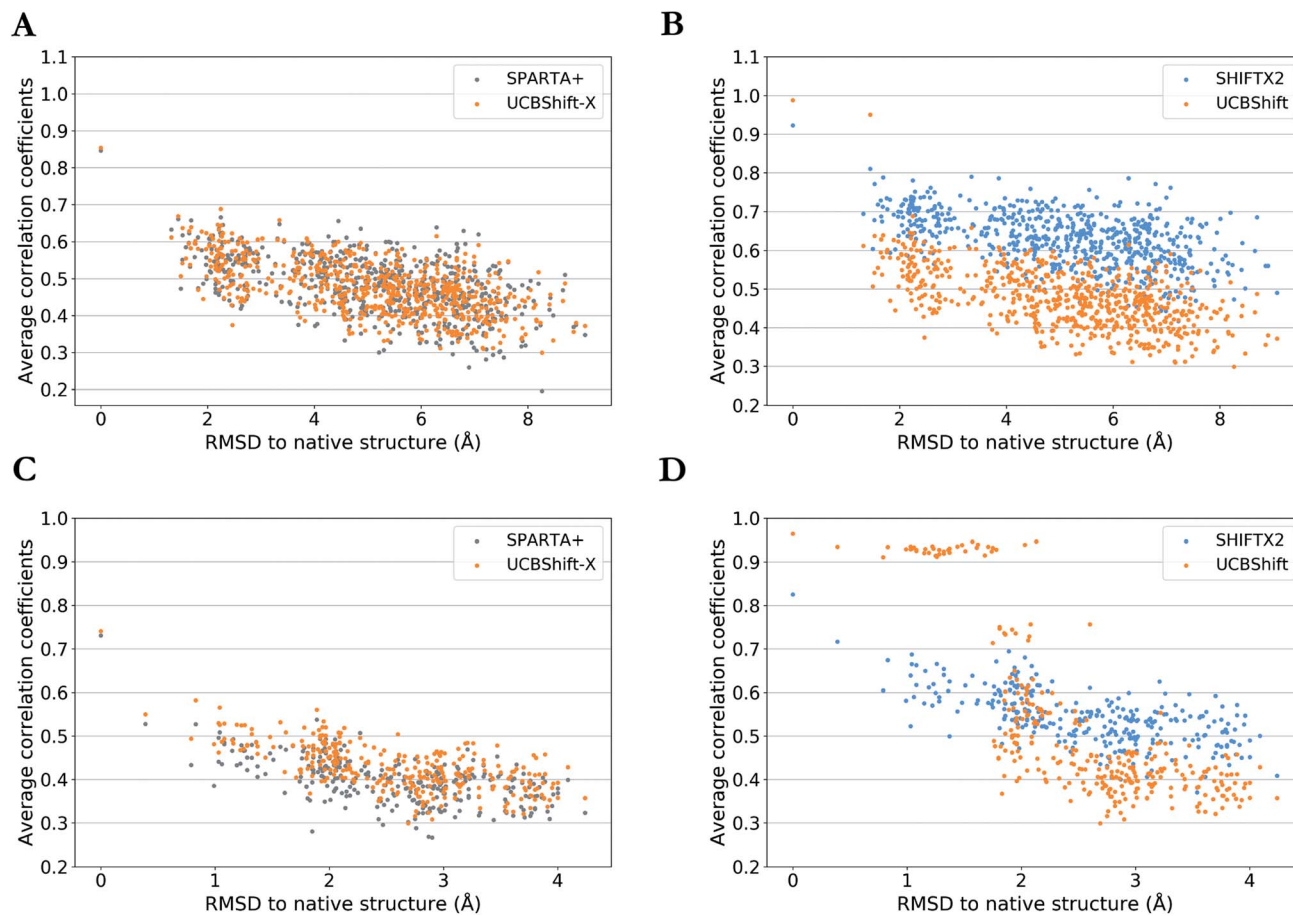 A
Average correlation coefficients
1.1
1.0
0.9
0.8
0.7
0.6
0.5
0.4
0.3
0.2
SPARTA+
UCBShift-X
0 2 4 6 8
RMSD to native structure (Å)
B
Average correlation coefficients
1.1
1.0
0.9
0.8
0.7
0.6
0.5
0.4
0.3
0.2
SHIFTX2
UCBShift
0 2 4 6 8
RMSD to native structure (Å)
C
Average correlation coefficients
1.0
0.9
0.8
0.7
0.6
0.5
0.4
0.3
0.2
SPARTA+
UCBShift-X
0 1 2 3 4
RMSD to native structure (Å)
D
Average correlation coefficients
1.0
0.9
0.8
0.7
0.6
0.5
0.4
0.3
0.2
SHIFTX2
UCBShift
0 1 2 3 4
RMSD to native structure (Å)